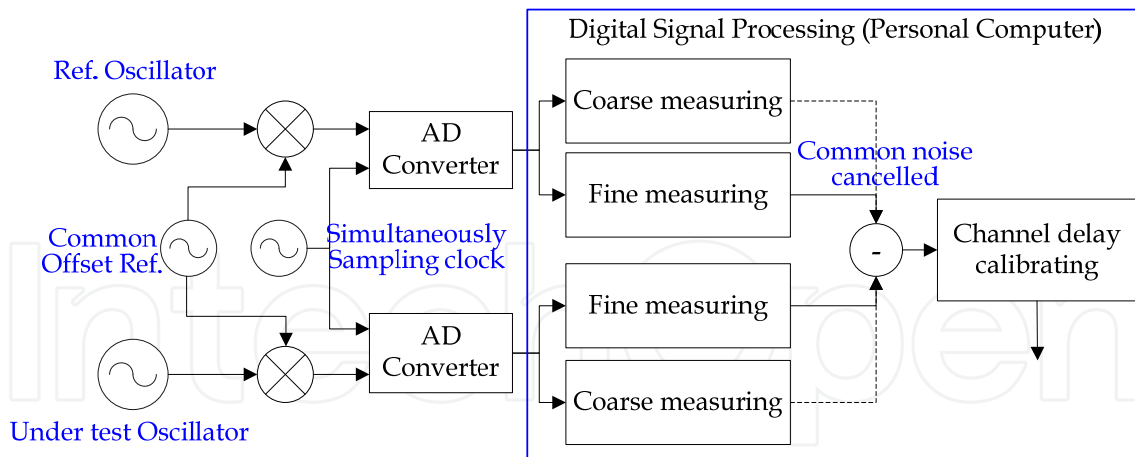 Digital Signal Processing (Personal Computer)
Ref. Oscillator
Coarse measuring
AD
Converter
Common noise
cancelled
Fine measuring
Common
Offset Ref.
Simultaneously
Sampling clock
-
Channel delay
calibrating
Fine measuring
AD
Converter
Coarse measuring
Under test Oscillator
IntechOpen